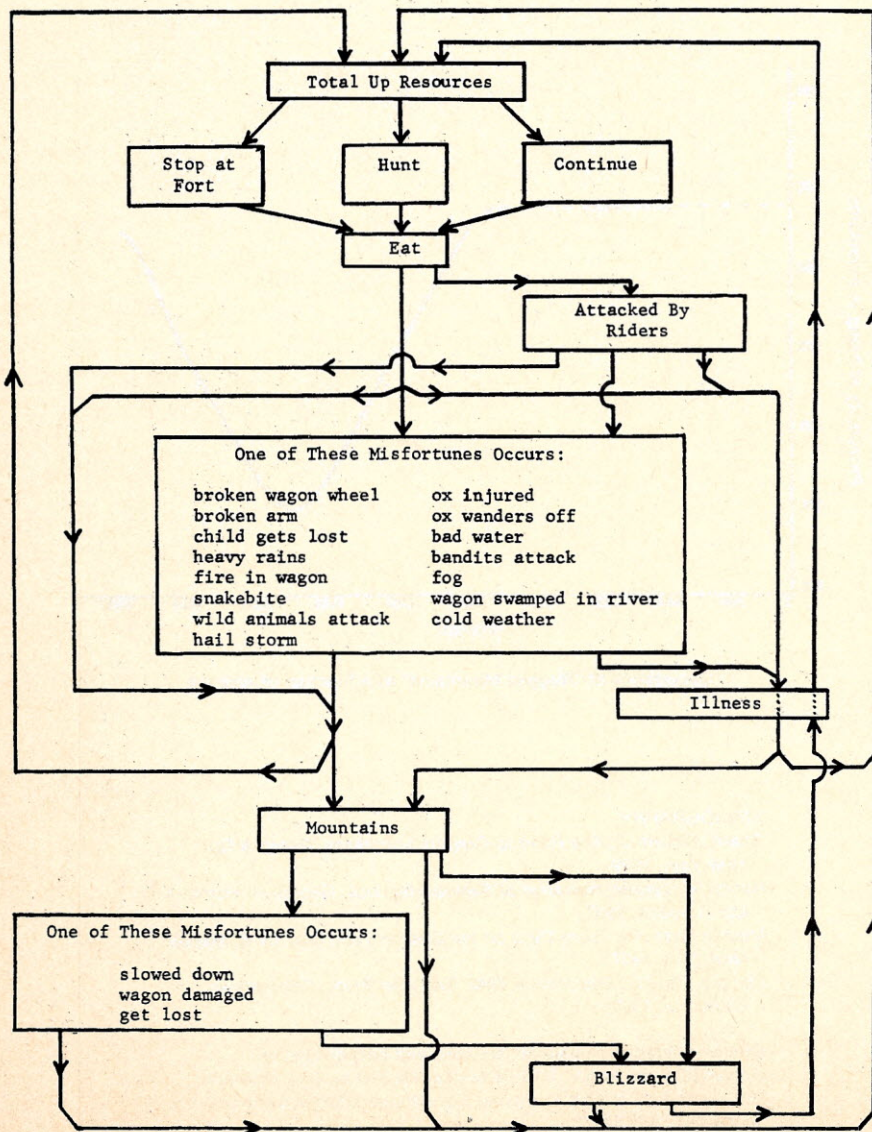 Total Up Resources
Stop at
Fort
Hunt
Continue
Eat
Attacked By
Riders
One of These Misfortunes Occurs:
broken wagon wheel
broken arm
child gets lost
heavy rains
fire in wagon
snakebite
wild animals attack
hail storm
ox injured
ox wanders off
bad water
bandits attack
fog
wagon swamped in river
cold weather
Illness
Mountains
One of These Misfortunes Occurs:
slowed down
wagon damaged
get lost
Blizzard